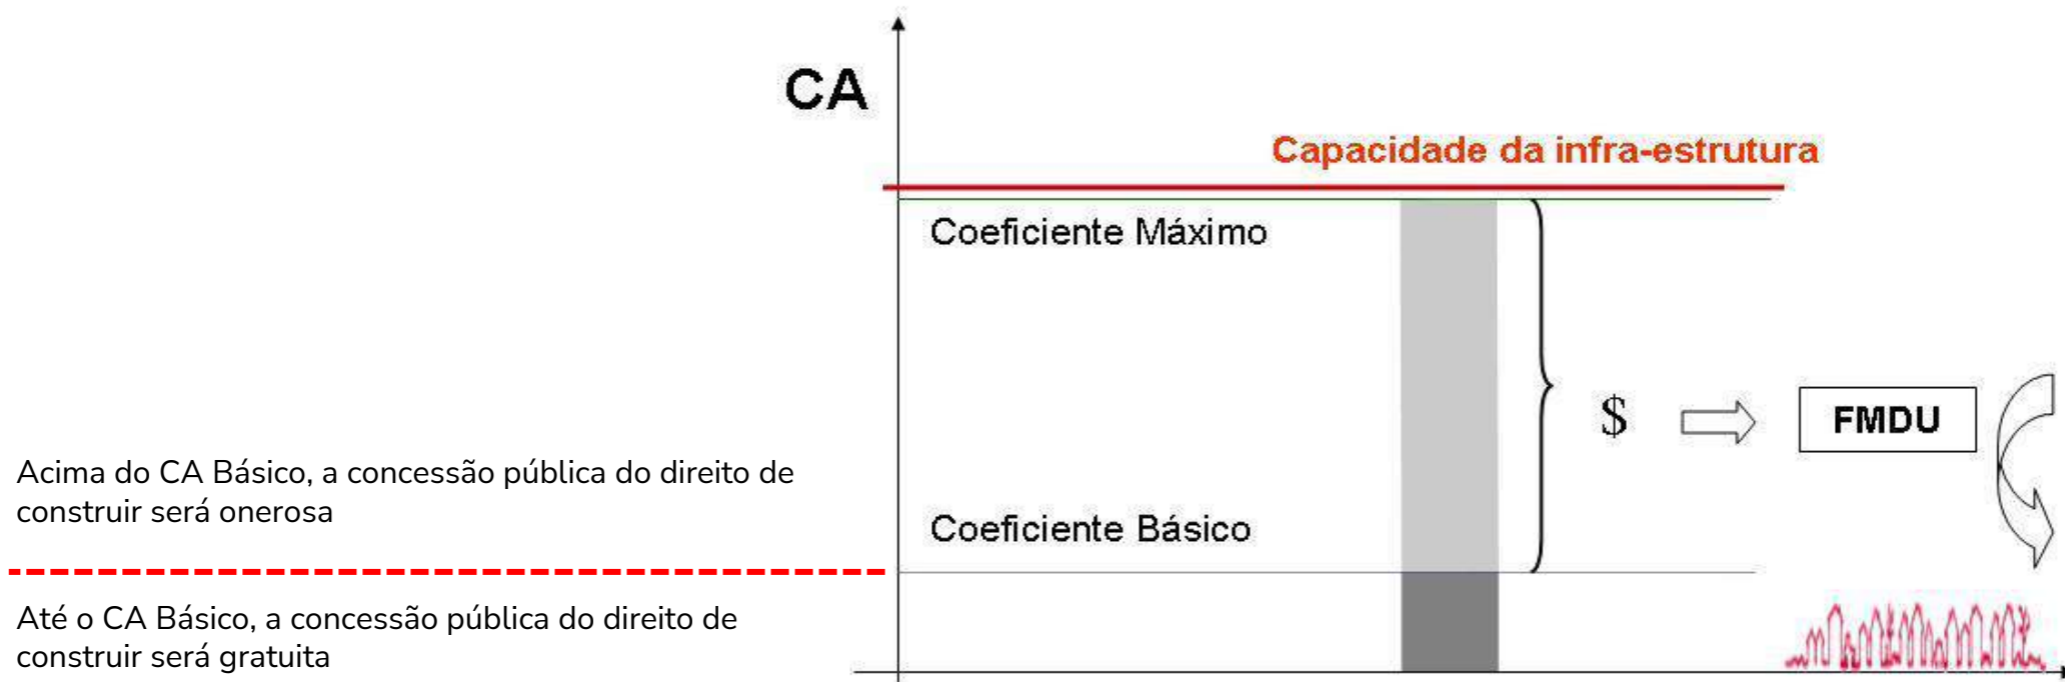 CA
Capacidade da infra-estrutura
Coeficiente Máximo
$
FMDU
Acima do CA Básico, a concessão pública do direito de
construir será onerosa
Coeficiente Básico
Até o CA Básico, a concessão pública do direito de
construir será gratuita